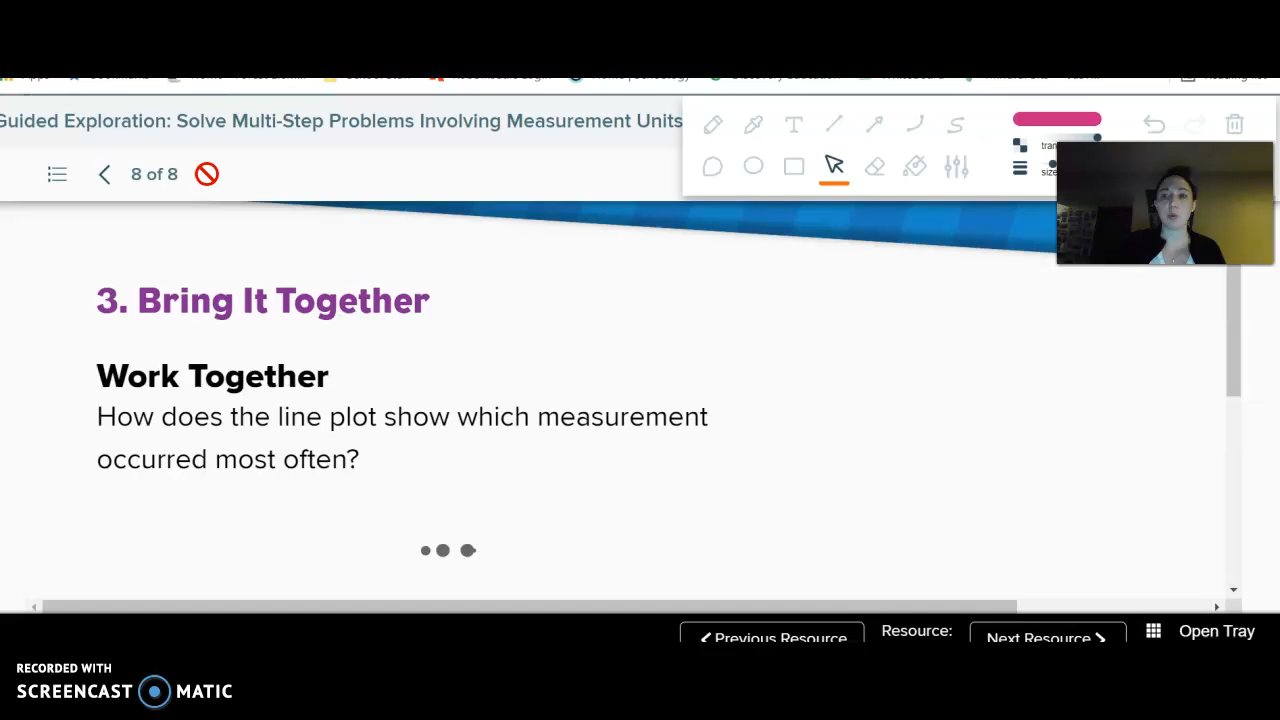 Guided Exploration: Solve Multi-Step Problems Involving Measurement Units
8 of 8
size
3. Bring It Together
Work Together
How does the line plot show which measurement
occurred most often?
Previous Resource
Resource:
Next Resource
Open Tray
RECORDED WITH
SCREENCAST MATIC